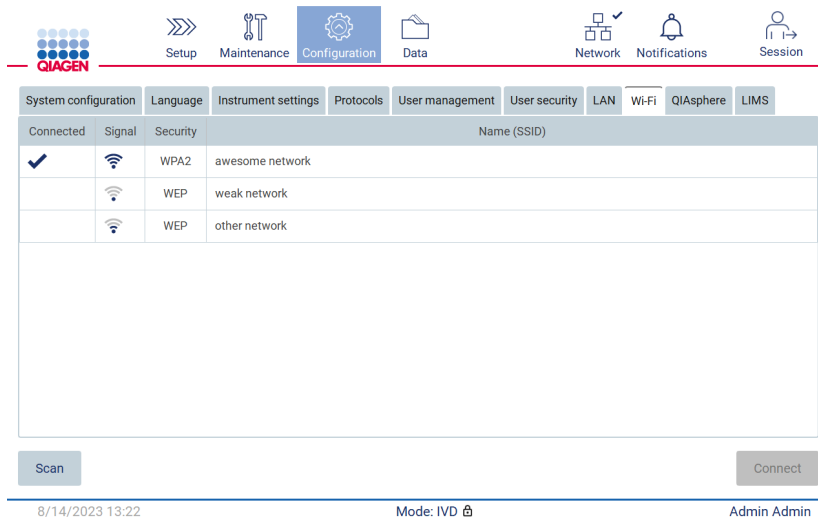 QIAGEN
Setup Maintenance Configuration Data Network Notifications Session
System configuration Language Instrument settings Protocols User management User security LAN Wi-Fi QIAsphere LIMS
Connected Signal Security Name (SSID)
WPA2 awesome network
WEP weak network
WEP other network
Scan Connect
8/14/2023 13:22 Mode: IVD Admin Admin